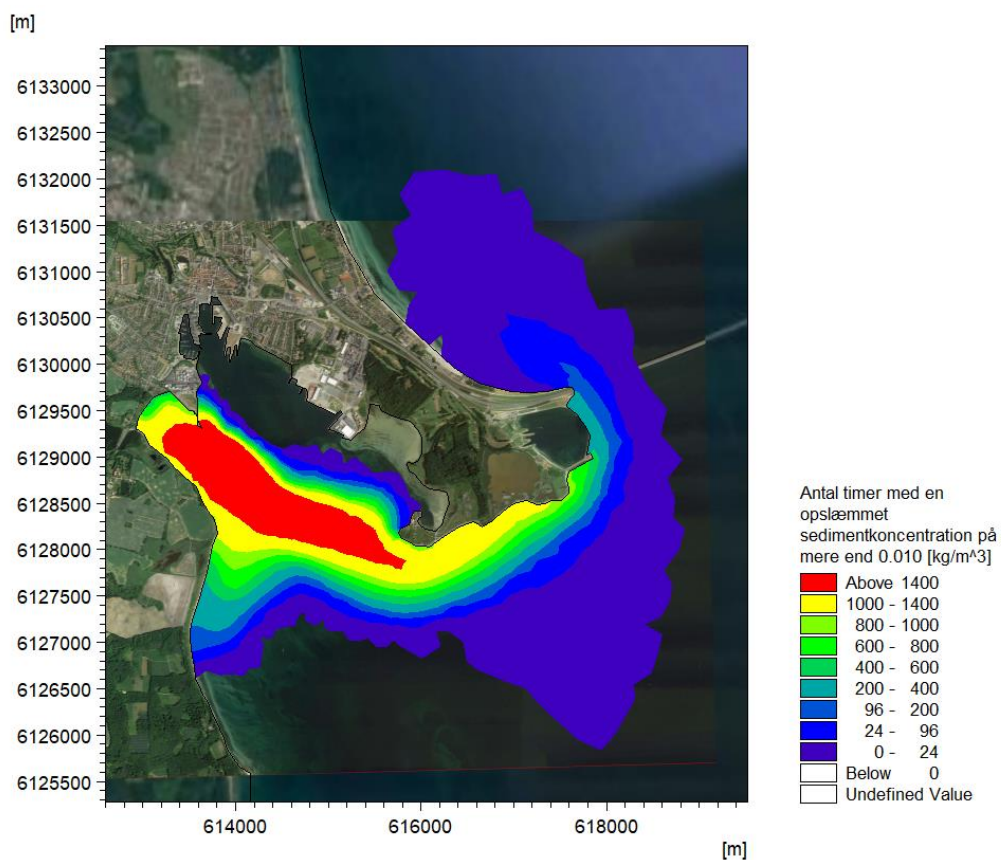 [m]
6133000
6132500
6132000
6131500
6131000
6130500
6130000
6129500
6129000
6128500
6128000
6127500
6127000
6126500
6126000
6125500
614000
616000
618000
[m]
Antal timer med en
opslæmmet
sedimentkoncentration på
mere end 0.010 [kg/m^3]
Above 1400
1000 - 1400
800 - 1000
600 - 800
400 - 600
200 - 400
96 - 200
24 - 96
0 - 24
Below 0
Undefined Value